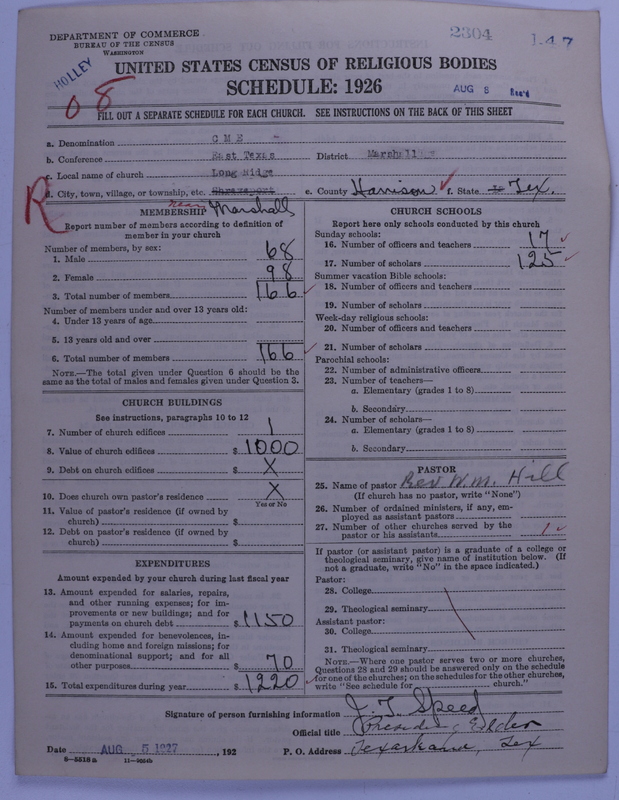 DEPARTMENT OF COMMERCE
BUREAU OF THE CENSUS
WASHINGTON
2304
1-47
HOLLEY
08
UNITED STATES CENSUS OF RELIGIOUS BODIES
SCHEDULE: 1926
AUG 8 Rec'd
FILL OUT A SEPARATE SCHEDULE FOR EACH CHURCH. SEE INSTRUCTIONS ON THE BACK OF THIS SHEET
a. Denomination C M E
b. Conference East Texas District Marshall
c. Local name of church Long Ridge
R
d. City, town, village, or township, etc. e. County Harrison ✓ f. State Tex.
near Marshall
MEMBERSHIP
Report number of members according to definition of
member in your church
Number of members, by sex:
1. Male 68
2. Female 98
3. Total number of members 166
Number of members under and over 13 years old:
4. Under 13 years of age
5. 13 years old and over
6. Total number of members 166 ✓
NOTE.—The total given under Question 6 should be the
same as the total of males and females given under Question 3.
CHURCH BUILDINGS
See instructions, paragraphs 10 to 12
7. Number of church edifices 1
8. Value of church edifices $ 1000
9. Debt on church edifices $ X
10. Does church own pastor's residence X
Yes or No
11. Value of pastor's residence (if owned by
church) $
12. Debt on pastor's residence (if owned by
church) $
EXPENDITURES
Amount expended by your church during last fiscal year
13. Amount expended for salaries, repairs,
and other running expenses; for im-
provements or new buildings; and for
payments on church debt $ 1150
14. Amount expended for benevolences, in-
cluding home and foreign missions; for
denominational support; and for all
other purposes $ 70
15. Total expenditures during year $ 1220 ✓
CHURCH SCHOOLS
Report here only schools conducted by this church
Sunday schools:
16. Number of officers and teachers 17 ✓
17. Number of scholars 125 ✓
Summer vacation Bible schools:
18. Number of officers and teachers
19. Number of scholars
Week-day religious schools:
20. Number of officers and teachers
21. Number of scholars
Parochial schools:
22. Number of administrative officers
23. Number of teachers—
a. Elementary (grades 1 to 8)
b. Secondary
24. Number of scholars—
a. Elementary (grades 1 to 8)
b. Secondary
PASTOR
25. Name of pastor Rev W.M. Hill
(If church has no pastor, write "None")
26. Number of ordained ministers, if any, em-
ployed as assistant pastors
27. Number of other churches served by the
pastor or his assistants 1 ✓
If pastor (or assistant pastor) is a graduate of a college or
theological seminary, give name of institution below. (If
not a graduate, write "No" in the space indicated.)
Pastor:
28. College
29. Theological seminary
Assistant pastor:
30. College
31. Theological seminary
NOTE.—Where one pastor serves two or more churches,
Questions 28 and 29 should be answered only on the schedule
for one of the churches; on the schedules for the other churches,
write "See schedule for church."
Signature of person furnishing information J. T. Speed
Official title Presiding Elder
Date AUG 5 1927, 192 P. O. Address Texarkana, Tex
8—5518a 11—9054b